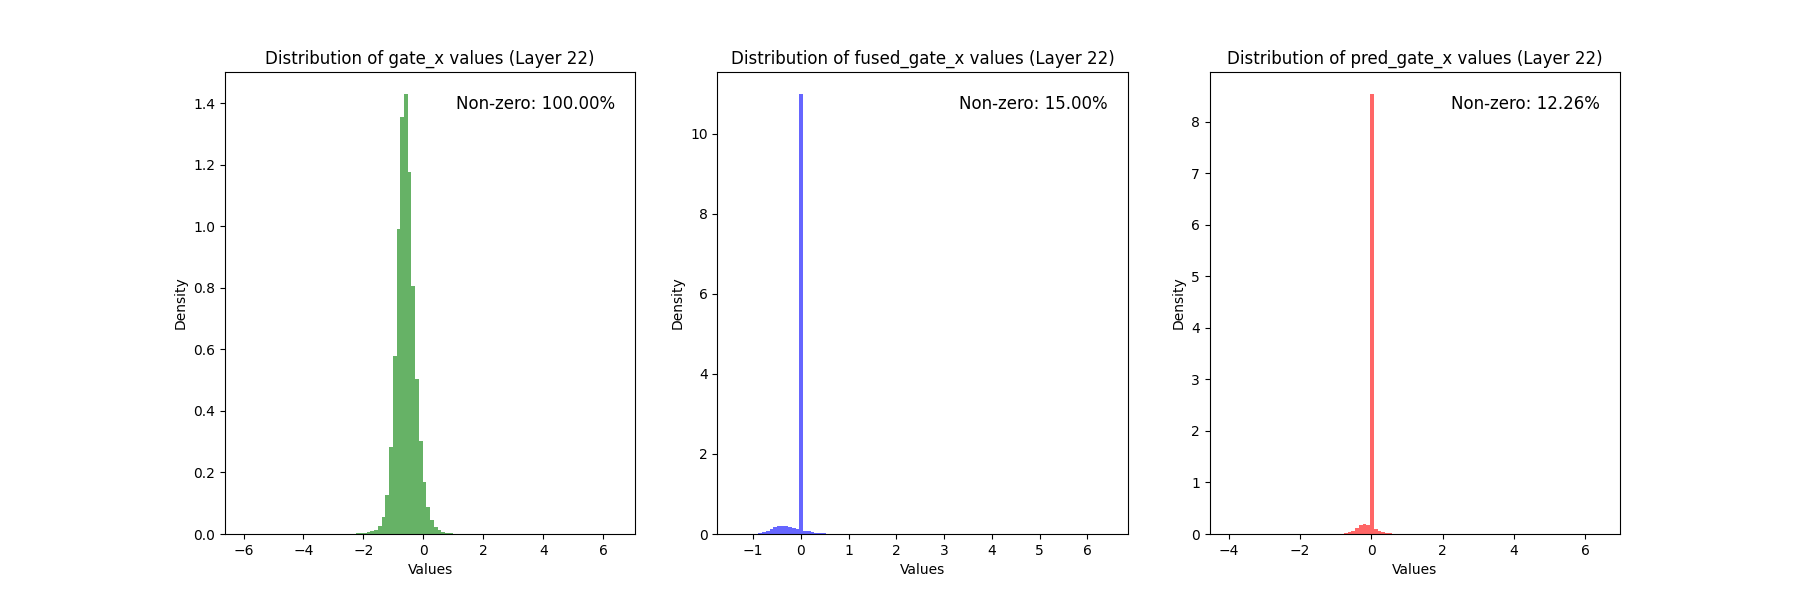 Distribution of gate_x values (Layer 22)
Non-zero: 100.00%
1.4
1.2
1.0
0.8
0.6
0.4
0.2
0.0
Density
−6 −4 −2 0 2 4 6
Values
Distribution of fused_gate_x values (Layer 22)
Non-zero: 15.00%
10
8
6
4
2
0
Density
−1 0 1 2 3 4 5 6
Values
Distribution of pred_gate_x values (Layer 22)
Non-zero: 12.26%
8
7
6
5
4
3
2
1
0
Density
−4 −2 0 2 4 6
Values